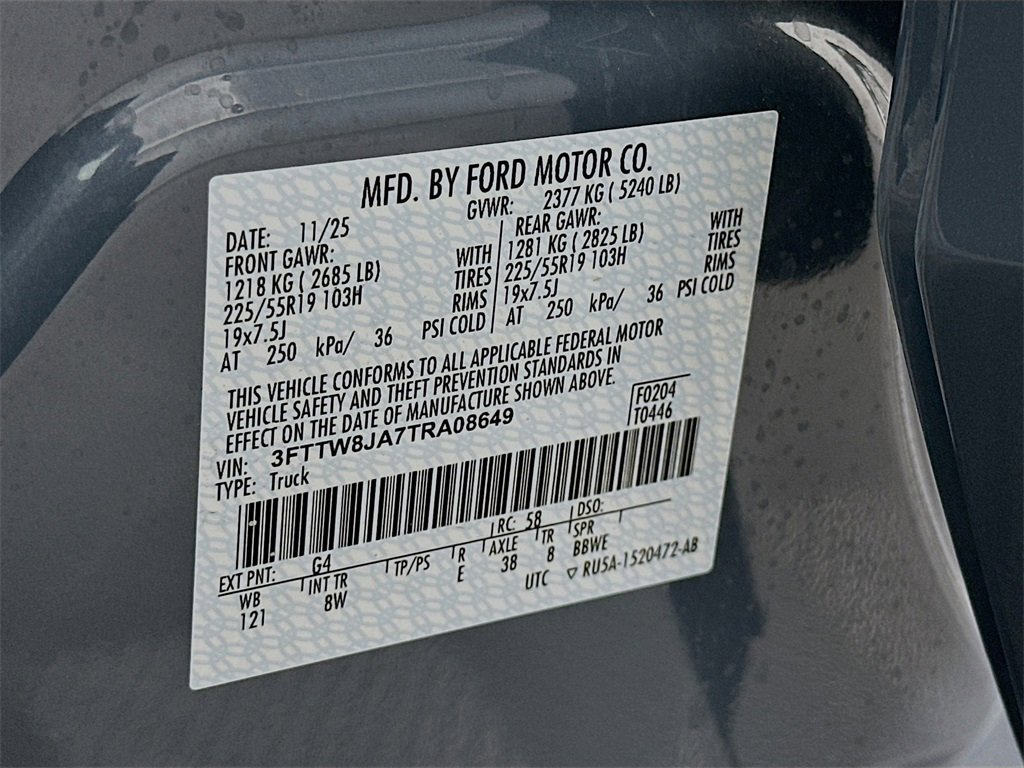 MFD. BY FORD MOTOR CO.
DATE: 11/25 GVWR: 2377 KG ( 5240 LB)
FRONT GAWR: REAR GAWR:
1218 KG ( 2685 LB) WITH 1281 KG ( 2825 LB) WITH
225/55R19 103H TIRES 225/55R19 103H TIRES
19x7.5J RIMS 19x7.5J RIMS
AT 250 kPa/ 36 PSI COLD AT 250 kPa/ 36 PSI COLD
THIS VEHICLE CONFORMS TO ALL APPLICABLE FEDERAL MOTOR
VEHICLE SAFETY AND THEFT PREVENTION STANDARDS IN
EFFECT ON THE DATE OF MANUFACTURE SHOWN ABOVE.
VIN: 3FTTW8JA7TRA08649 F0204
TYPE: Truck T0446
EXT PNT: G4 RC: 58 DSO:
WB INT TR TP/PS R AXLE TR SPR
121 8W E 38 8 BBWE
UTC ▽ RU5A-1520472-AB